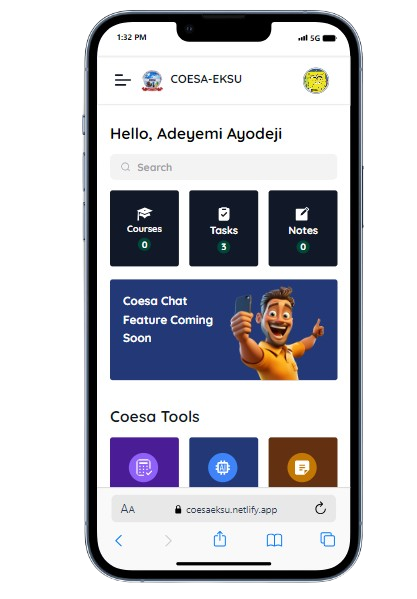 1:32 PM
5G
COESA-EKSU
Hello, Adeyemi Ayodeji
Search
Courses
0
Tasks
3
Notes
0
Coesa Chat
Feature Coming
Soon
Coesa Tools
AI
AA
coesaeksu.netlify.app